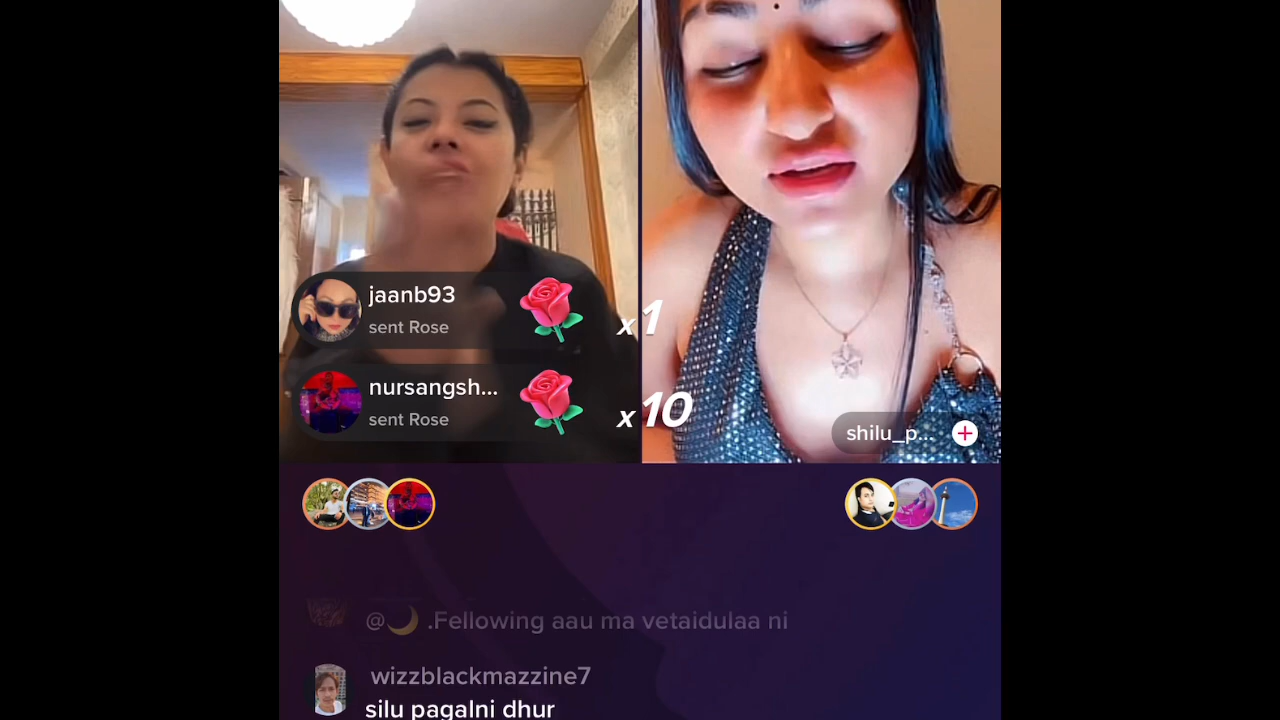 jaanb93
sent Rose
x1
nursangsh...
sent Rose
x10
shilu_p...
@🌙 .Fellowing aau ma vetaidulaa ni
wizzblackmazzine7
silu pagalni dhur